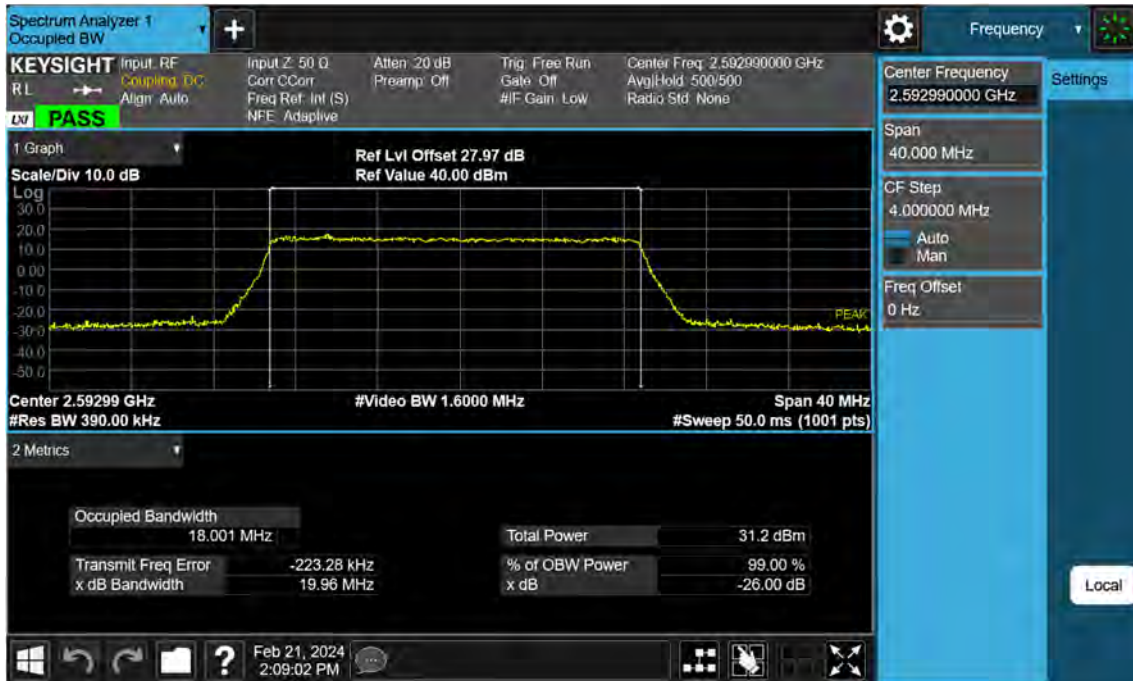 Spectrum Analyzer 1
Occupied BW
+
Frequency
KEYSIGHT
RL
LXI
PASS
Input: RF
Coupling: DC
Align: Auto
Input Z: 50 Ω
Corr CCorr
Freq Ref: Int (S)
NFE: Adaptive
Atten: 20 dB
Preamp: Off
Trig: Free Run
Gate: Off
#IF Gain: Low
Center Freq: 2.592990000 GHz
Avg|Hold: 500/500
Radio Std: None
Center Frequency
2.592990000 GHz
Settings
Span
40.000 MHz
CF Step
4.000000 MHz
Auto
Man
Freq Offset
0 Hz
1 Graph
Scale/Div 10.0 dB
Ref Lvl Offset 27.97 dB
Ref Value 40.00 dBm
Log
30.0
20.0
10.0
0.00
-10.0
-20.0
-30.0
-40.0
-50.0
PEAK
Center 2.59299 GHz
#Video BW 1.6000 MHz
Span 40 MHz
#Res BW 390.00 kHz
#Sweep 50.0 ms (1001 pts)
2 Metrics
Occupied Bandwidth
18.001 MHz
Total Power 31.2 dBm
Transmit Freq Error -223.28 kHz
% of OBW Power 99.00 %
x dB Bandwidth 19.96 MHz
x dB -26.00 dB
Local
?
Feb 21, 2024
2:09:02 PM